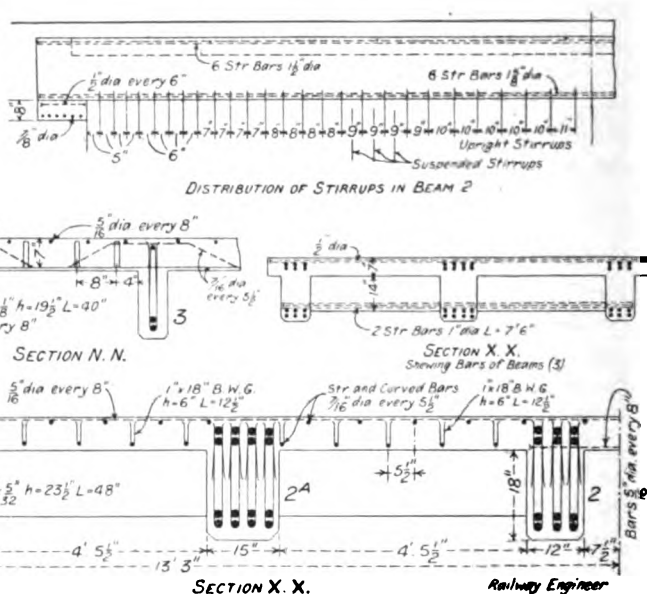 6 Str Bars 1½" dia
½" dia every 6"
8 Str Bars 1⅝" dia
8"
⅞" dia
5" 6" 7" 7" 7" 7" 8" 8" 8" 8" 9" 9" 9" 9" 10" 10" 10" 10" 10" 11"
Upright Stirrups
Suspended Stirrups
DISTRIBUTION OF STIRRUPS IN BEAM 2
5/16" dia every 8"
7"
8" 4"
7/16" dia
every 5½"
h=19½" L=40"
3
SECTION N. N.
½" dia
14" 7"
2 Str Bars 1" dia L = 7'6"
SECTION X. X.
Shewing Bars of Beams (3)
5/16" dia every 8"
1"x18" B.W.G.
h=6" L=12½"
Str and Curved Bars
7/16" dia every 5½"
1"x18" B.W.G.
h=6" L=12½"
5½"
18"
h=23½" L=48"
2A
2
Bars 5/16" dia. every 8"
4'. 5½" 15" 4'. 5½" 12" 7½"
13' 3"
SECTION X. X.
Railway Engineer